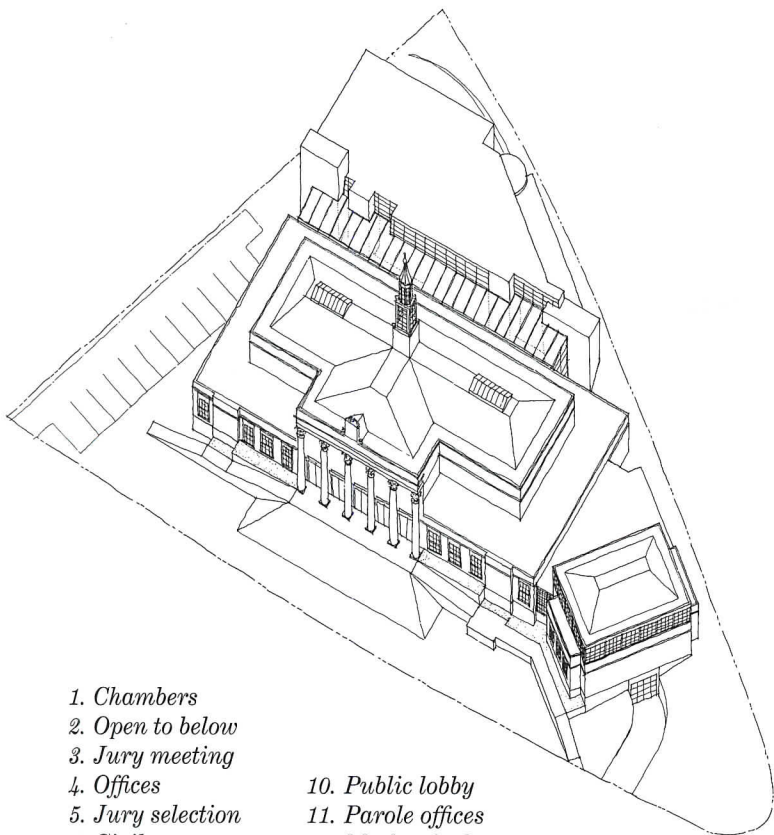 1. Chambers
2. Open to below
3. Jury meeting
4. Offices
5. Jury selection
10. Public lobby
11. Parole offices